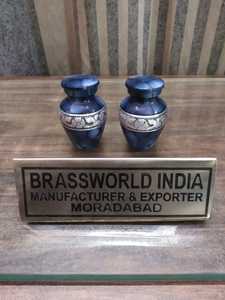 BRASSWORLD INDIA
MANUFACTURER & EXPORTER
MORADABAD